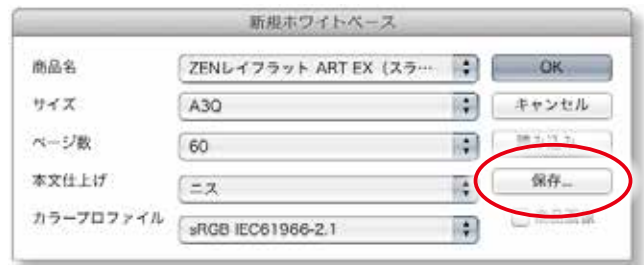 新規ホワイトベース
商品名
ZENレイフラット ART EX（スラ…
OK
サイズ
A3Q
キャンセル
ページ数
60
本文仕上げ
ニス
保存...
カラープロファイル
sRGB IEC61966-2.1